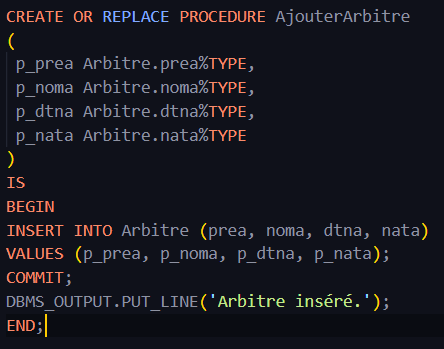 CREATE OR REPLACE PROCEDURE AjouterArbitre
(
p_prea Arbitre.prea%TYPE,
p_noma Arbitre.noma%TYPE,
p_dtna Arbitre.dtna%TYPE,
p_nata Arbitre.nata%TYPE
)
IS
BEGIN
INSERT INTO Arbitre (prea, noma, dtna, nata)
VALUES (p_prea, p_noma, p_dtna, p_nata);
COMMIT;
DBMS_OUTPUT.PUT_LINE('Arbitre inséré.');
END;